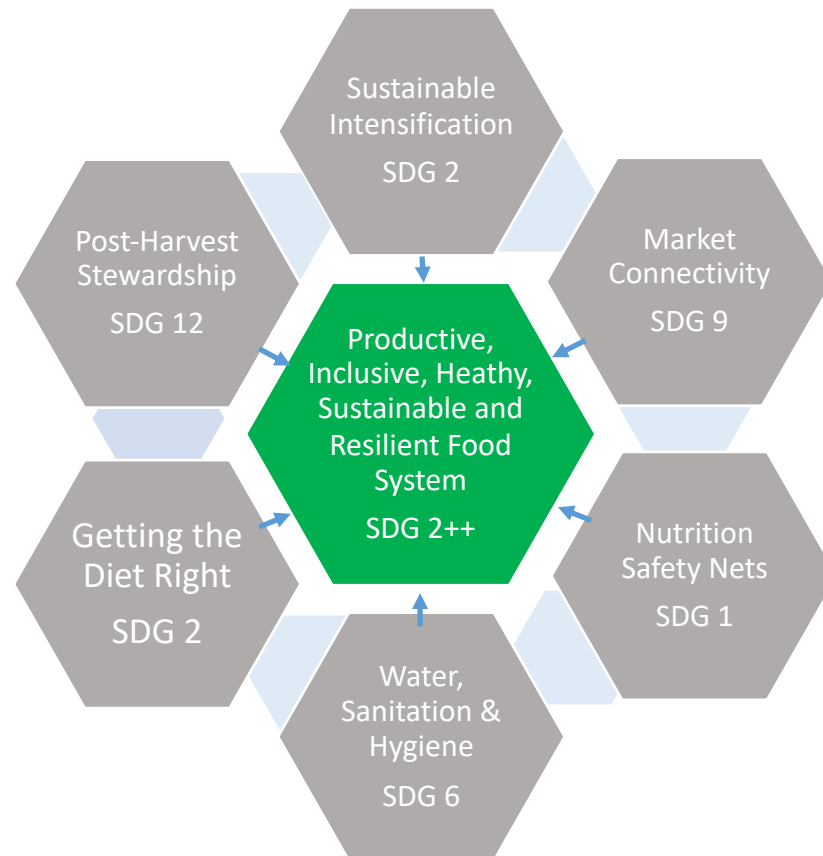 Sustainable
Intensification
SDG 2
Post-Harvest
Stewardship
SDG 12
Market
Connectivity
SDG 9
Productive,
Inclusive, Heathy,
Sustainable and
Resilient Food
System
SDG 2++
Getting the
Diet Right
SDG 2
Nutrition
Safety Nets
SDG 1
Water,
Sanitation &
Hygiene
SDG 6